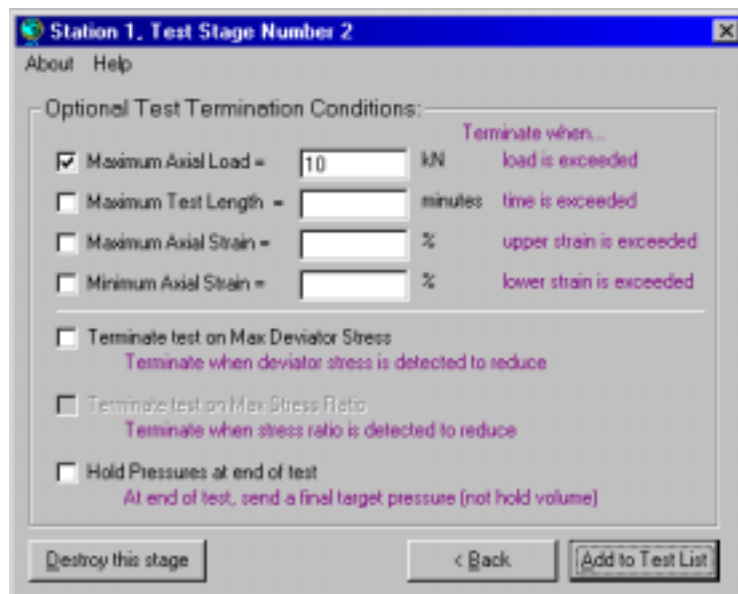 Station 1, Test Stage Number 2
About Help
Optional Test Termination Conditions:
Terminate when...
Maximum Axial Load = 10 kN load is exceeded
Maximum Test Length = minutes time is exceeded
Maximum Axial Strain = % upper strain is exceeded
Minimum Axial Strain = % lower strain is exceeded
Terminate test on Max Deviator Stress
Terminate when deviator stress is detected to reduce
Terminate test on Max Stress Ratio
Terminate when stress ratio is detected to reduce
Hold Pressures at end of test
At end of test, send a final target pressure (not hold volume)
Destroy this stage < Back Add to Test List